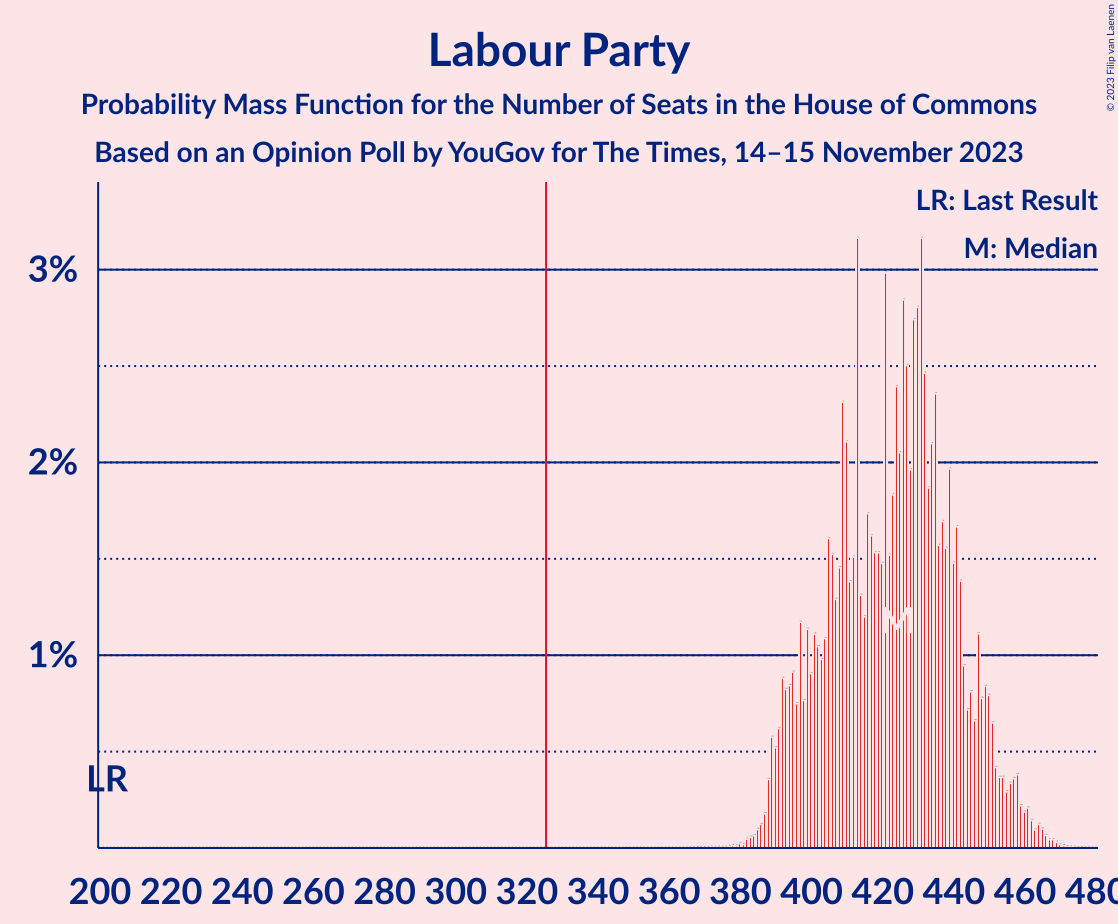 Labour Party
Probability Mass Function for the Number of Seats in the House of Commons
Based on an Opinion Poll by YouGov for The Times, 14–15 November 2023
© 2023 Filip van Laenen
LR: Last Result
M: Median
3%
2%
1%
LR
M
200 220 240 260 280 300 320 340 360 380 400 420 440 460 480